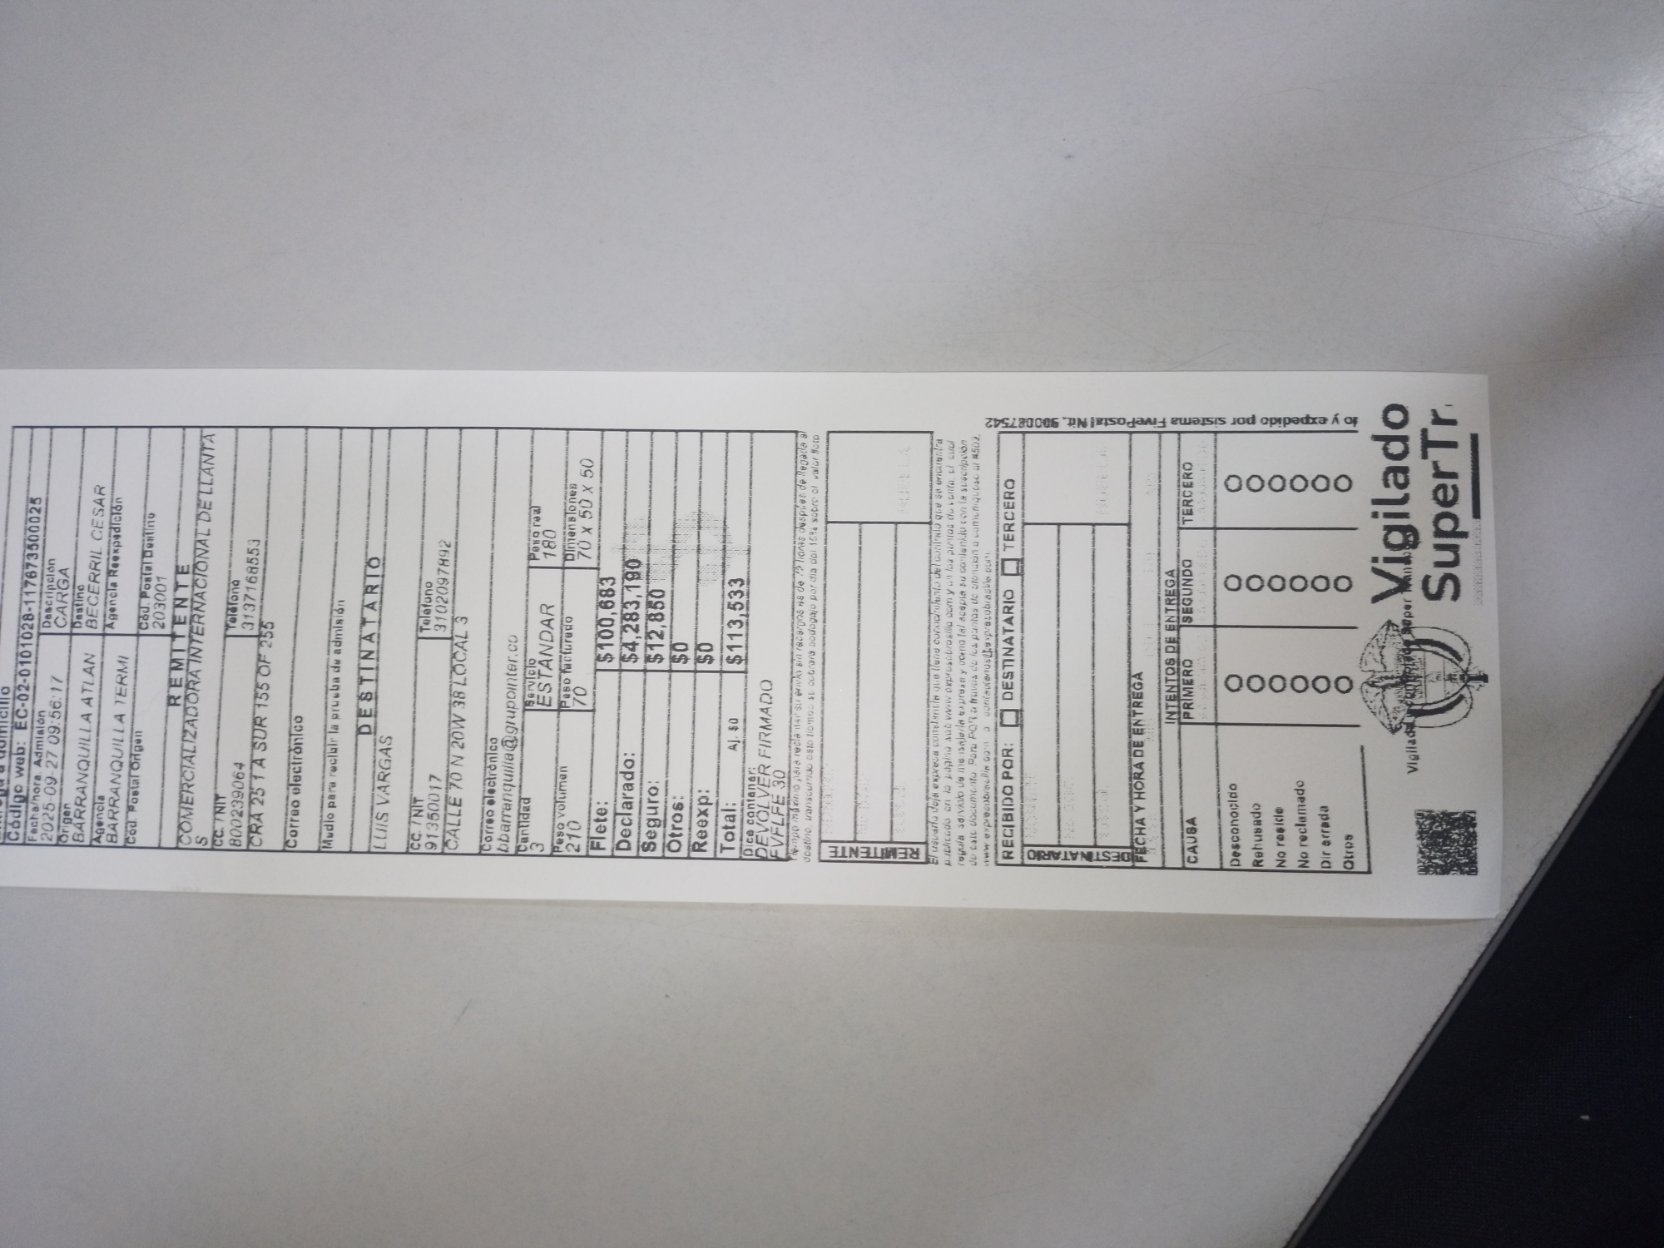 Código web: EC-02-0101028-1176735000025
Fecha/hora Admisión Descripción
2025 09 27 09:56:17 CARGA
Origen Destino
BARRANQUILLA ATLAN BECERRIL CESAR
Agencia Agencia Reexpedición
BARRANQUILLA TERMI
Cód. Postal Origen Cód. Postal Destino
203001
REMITENTE
COMERCIALIZADORA INTERNACIONAL DE LLANTA
S
CC. / NIT Teléfono
800239064 3137168553
CRA 25 1 A SUR 155 OF 255
Correo electrónico
Medio para recibir la prueba de admisión
DESTINATARIO
LUIS VARGAS
CC. / NIT Teléfono
91350017 3102097892
CALLE 70 N 20W 38 LOCAL 3
Correo electrónico
bbarranquilla@grupointer.co
Cantidad Servicio Peso real
3 ESTANDAR 180
Peso volumen Peso facturado Dimensiones
210 70 70 x 50 x 50
Flete: $100,683
Declarado: $4,283,190
Seguro: $12,850
Otros: $0
Reexp: $0
Total: Aj. $0 $113,533
Dice contener:
DEVOLVER FIRMADO
FVLFE 30
REMITENTE
RECIBIDO POR: DESTINATARIO TERCERO
DESTINATARIO
FECHA Y HORA DE ENTREGA
INTENTOS DE ENTREGA
CAUSA PRIMERO SEGUNDO TERCERO
Desconocido
Rehusado
No reside
No reclamado
Dir errada
Otros
lo y expedido por sistema FivePostal Nit. 900087542
Vigilado
SuperTr